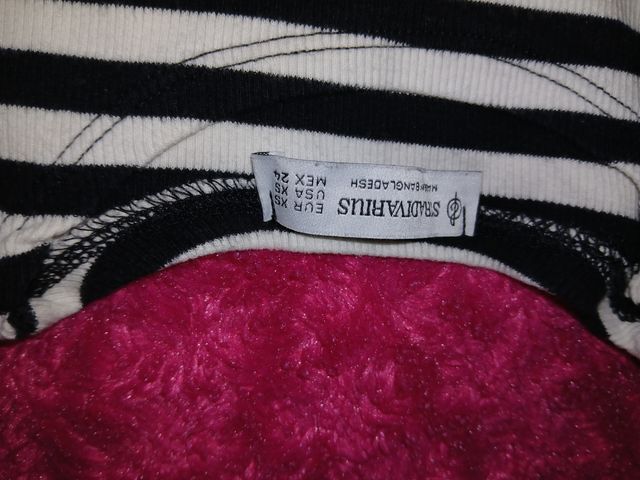 STRADIVARIUS
MADE IN BANGLADESH
EUR XS
USA XS
MEX 24